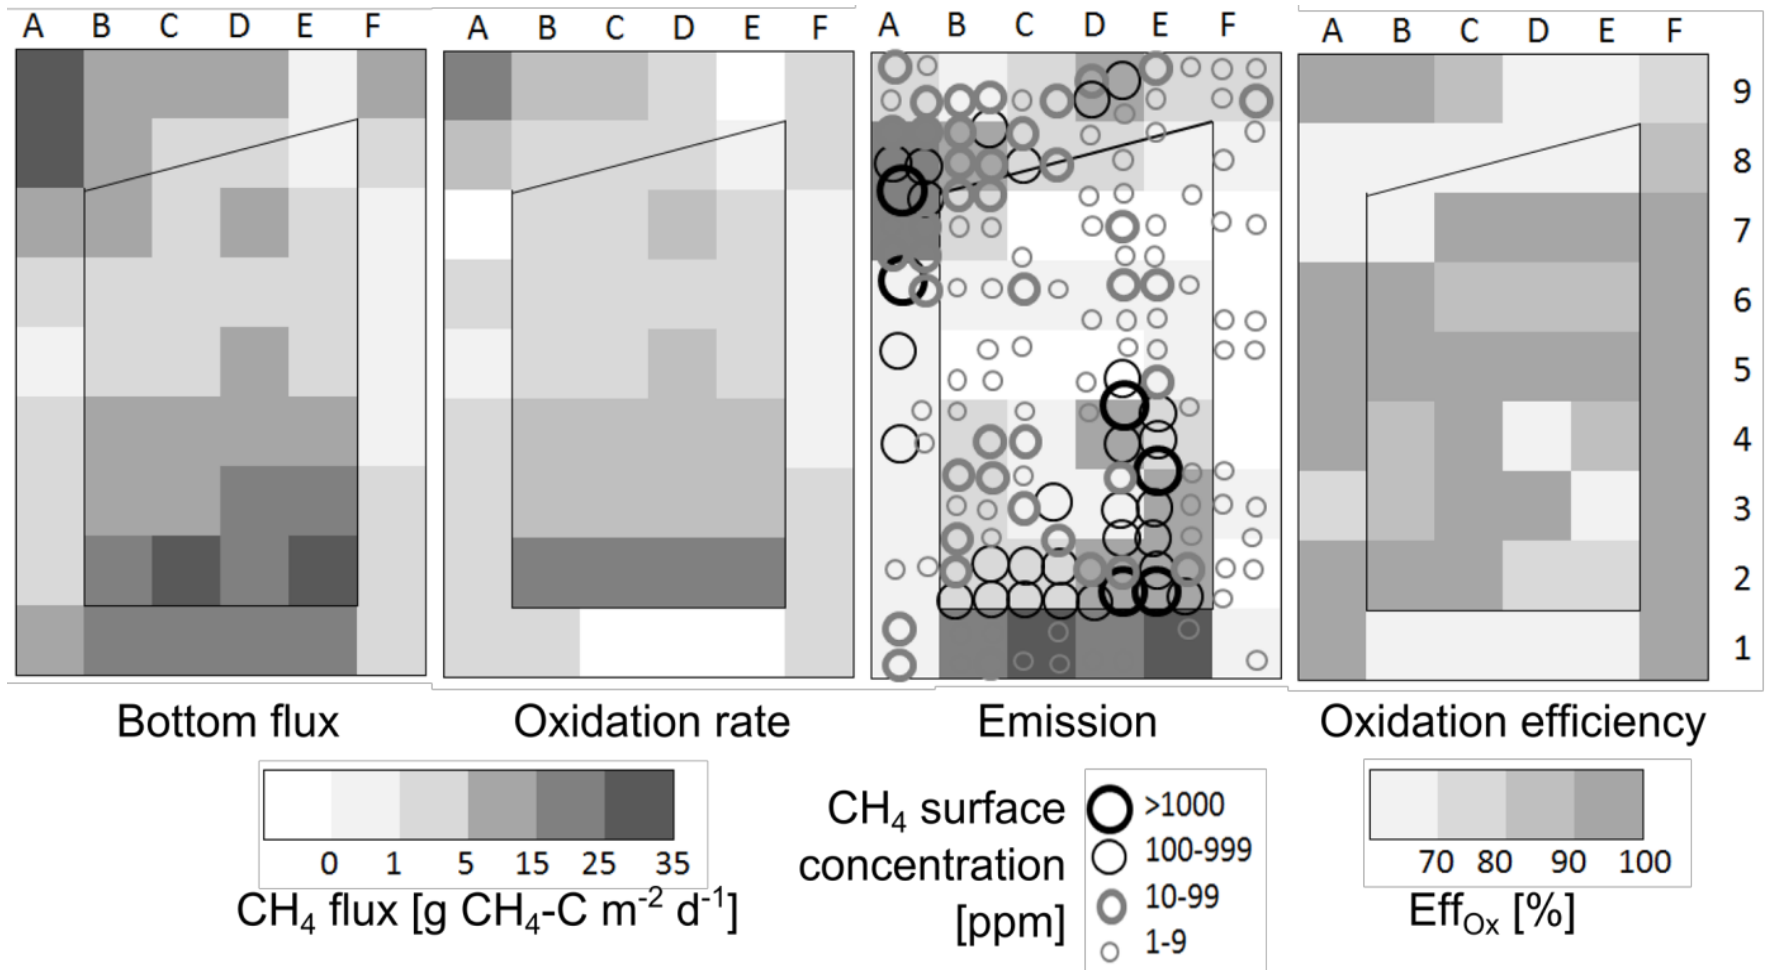 A B C D E F
A B C D E F
A B C D E F
A B C D E F
9
8
7
6
5
4
3
2
1
Bottom flux
Oxidation rate
Emission
Oxidation efficiency
0 1 5 15 25 35
CH4 flux [g CH4-C m-2 d-1]
CH4 surface
concentration
[ppm]
>1000
100-999
10-99
1-9
70 80 90 100
EffOx [%]